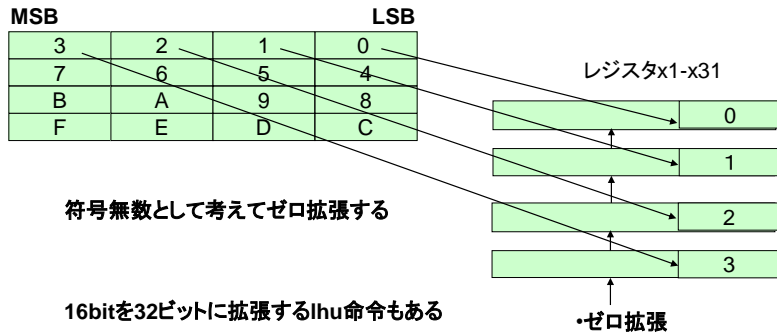 MSB LSB
3 2 1 0
7 6 5 4
B A 9 8
F E D C
レジスタx1-x31
0
1
2
3
符号無数として考えてゼロ拡張する
16bitを32ビットに拡張するlhu命令もある
・ゼロ拡張